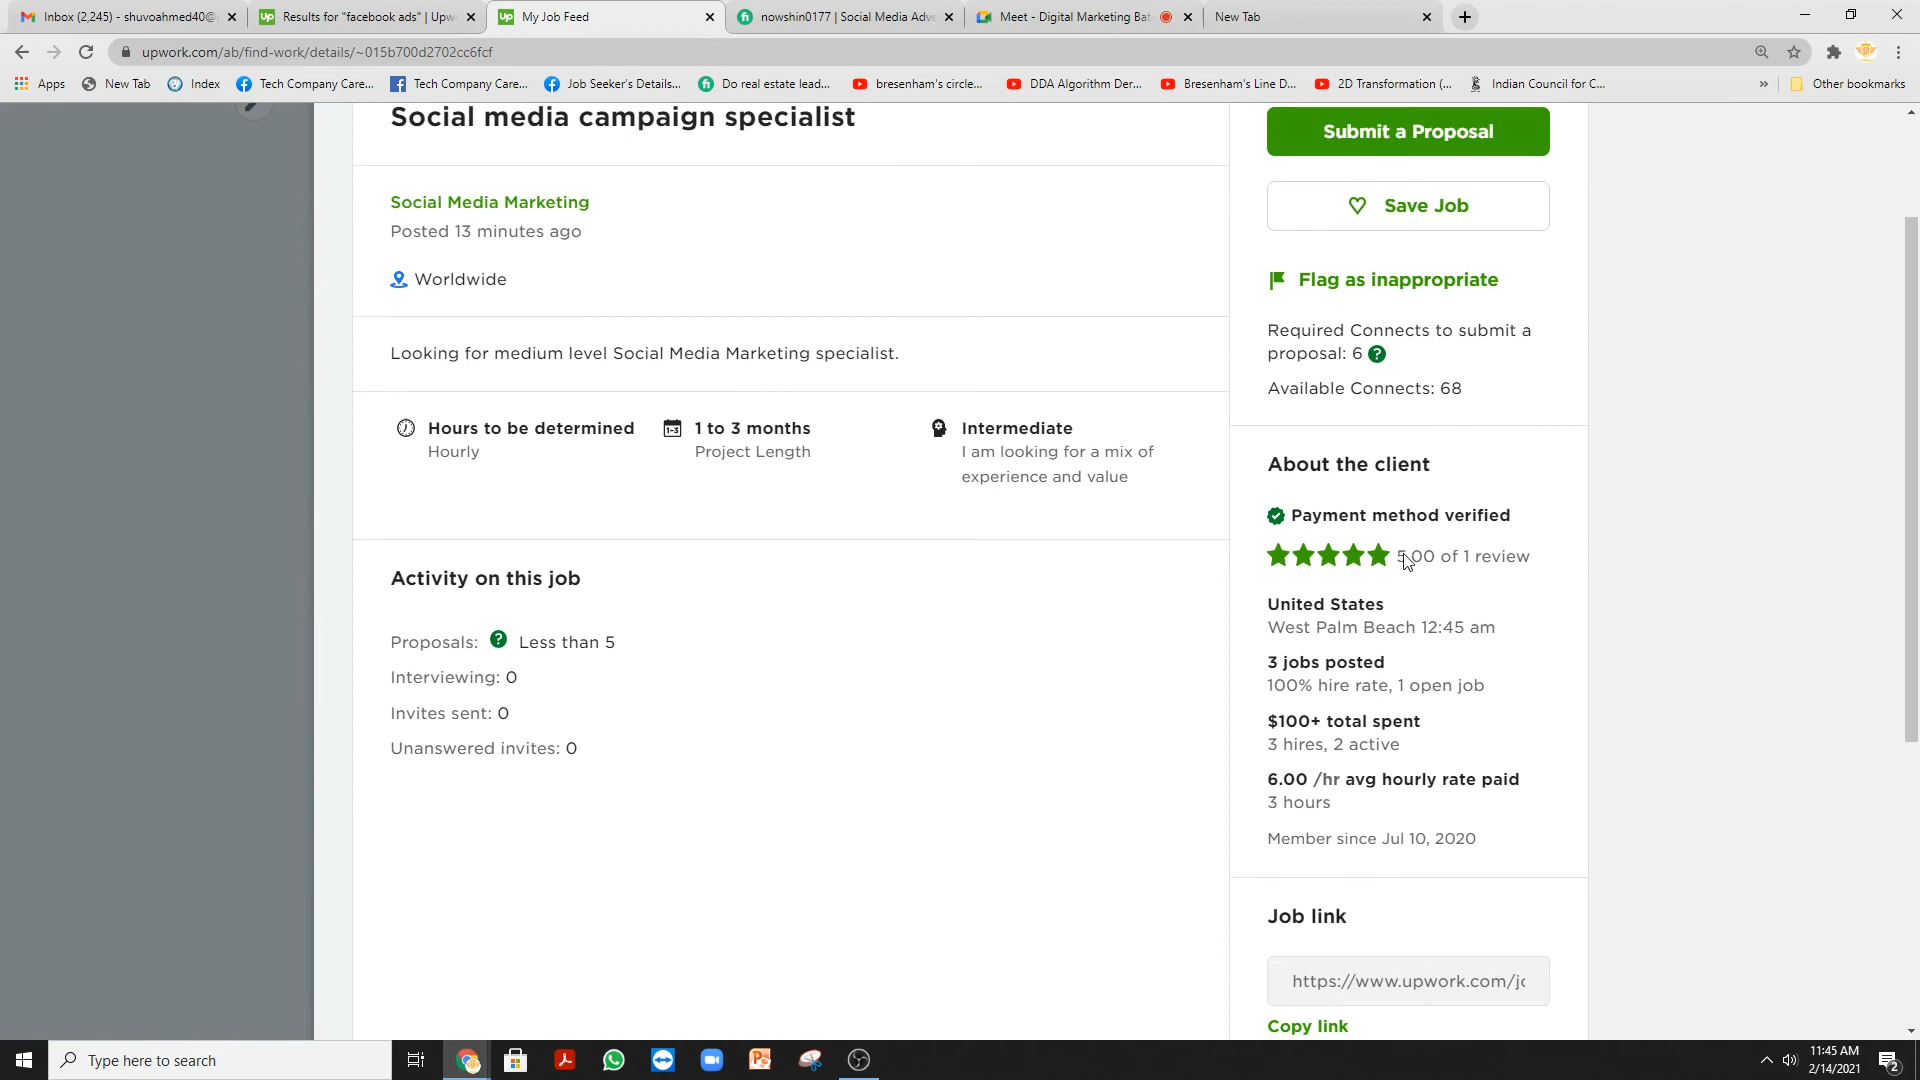 Inbox (2,245) - shuvoahmed40@
Results for "facebook ads" | Upwo
My Job Feed
nowshin0177 | Social Media Adve
Meet - Digital Marketing Bat
New Tab
upwork.com/ab/find-work/details/~015b700d2702cc6fcf
Apps
New Tab
Index
Tech Company Care...
Tech Company Care...
Job Seeker's Details...
Do real estate lead...
bresenham's circle...
DDA Algorithm Der...
Bresenham's Line D...
2D Transformation (...
Indian Council for C...
»
Other bookmarks
Social media campaign specialist
Social Media Marketing
Posted 13 minutes ago
Worldwide
Looking for medium level Social Media Marketing specialist.
Hours to be determined
Hourly
1-3
1 to 3 months
Project Length
Intermediate
I am looking for a mix of
experience and value
Activity on this job
Proposals: ? Less than 5
Interviewing: 0
Invites sent: 0
Unanswered invites: 0
Submit a Proposal
Save Job
Flag as inappropriate
Required Connects to submit a
proposal: 6 ?
Available Connects: 68
About the client
Payment method verified
5.00 of 1 review
United States
West Palm Beach 12:45 am
3 jobs posted
100% hire rate, 1 open job
$100+ total spent
3 hires, 2 active
6.00 /hr avg hourly rate paid
3 hours
Member since Jul 10, 2020
Job link
https://www.upwork.com/jo
Copy link
Type here to search
11:45 AM
2/14/2021
2